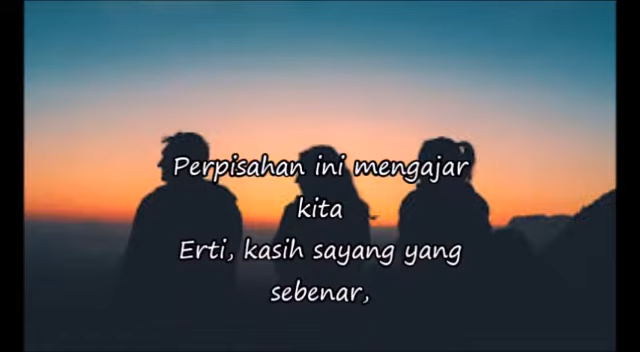 Perpisahan ini mengajar
kita
Erti, kasih sayang yang
sebenar,